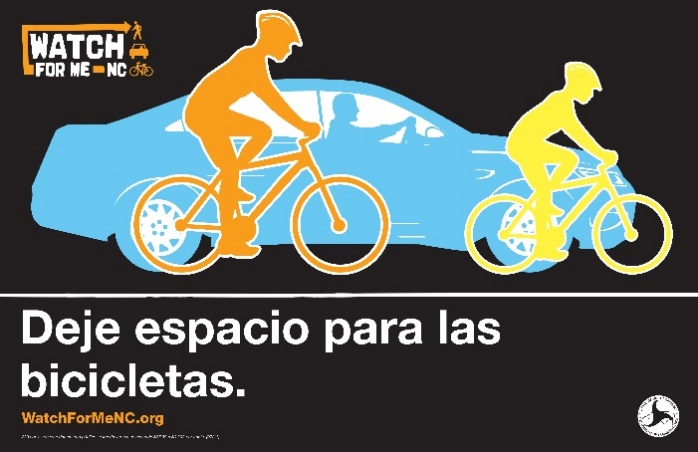 WATCH
FOR ME - NC
Deje espacio para las
bicicletas.
WatchForMeNC.org